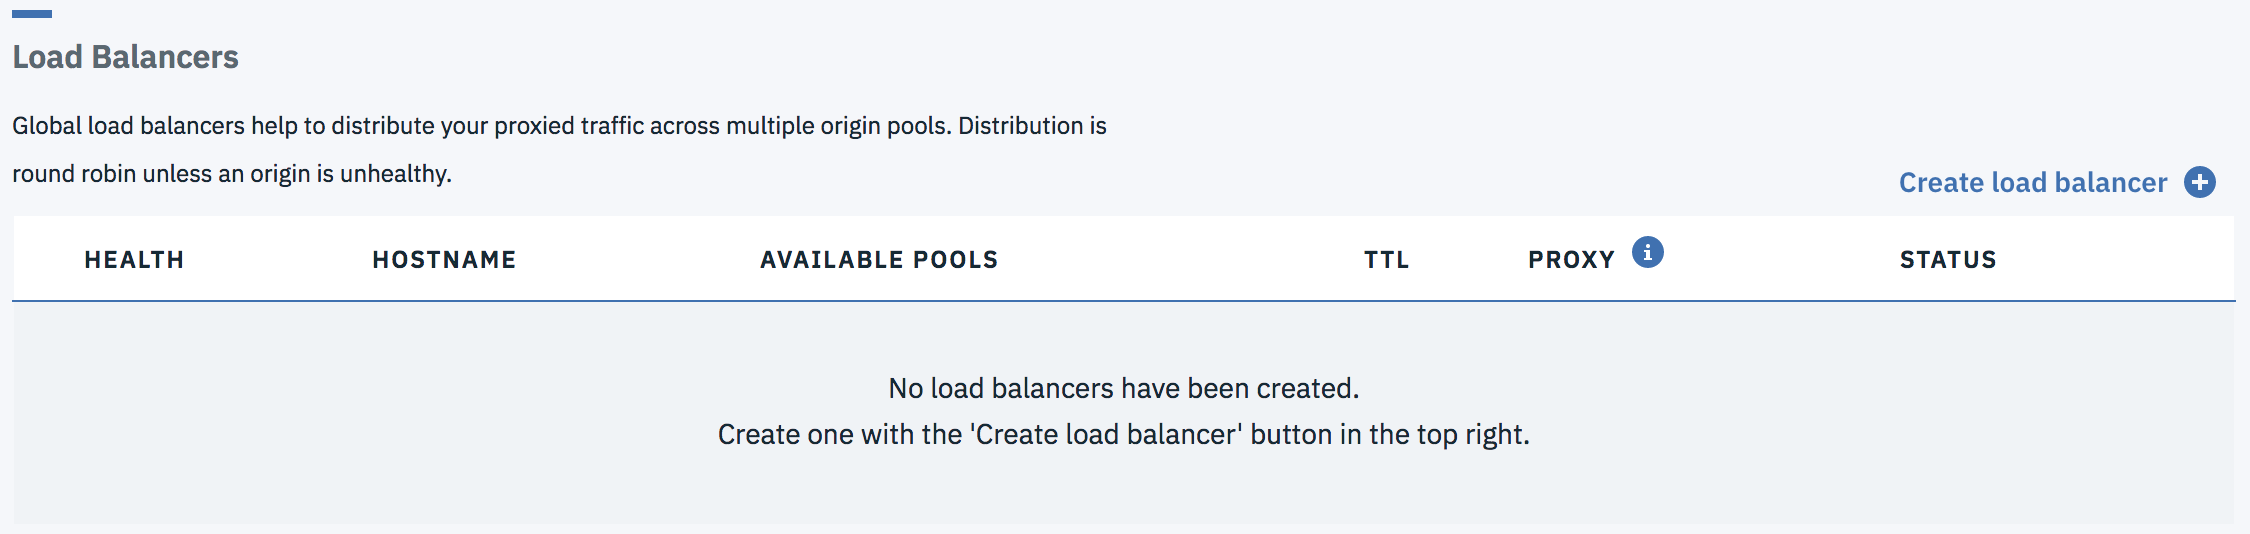 Load Balancers
Global load balancers help to distribute your proxied traffic across multiple origin pools. Distribution is
round robin unless an origin is unhealthy.
Create load balancer
HEALTH HOSTNAME AVAILABLE POOLS TTL PROXY STATUS
No load balancers have been created.
Create one with the 'Create load balancer' button in the top right.